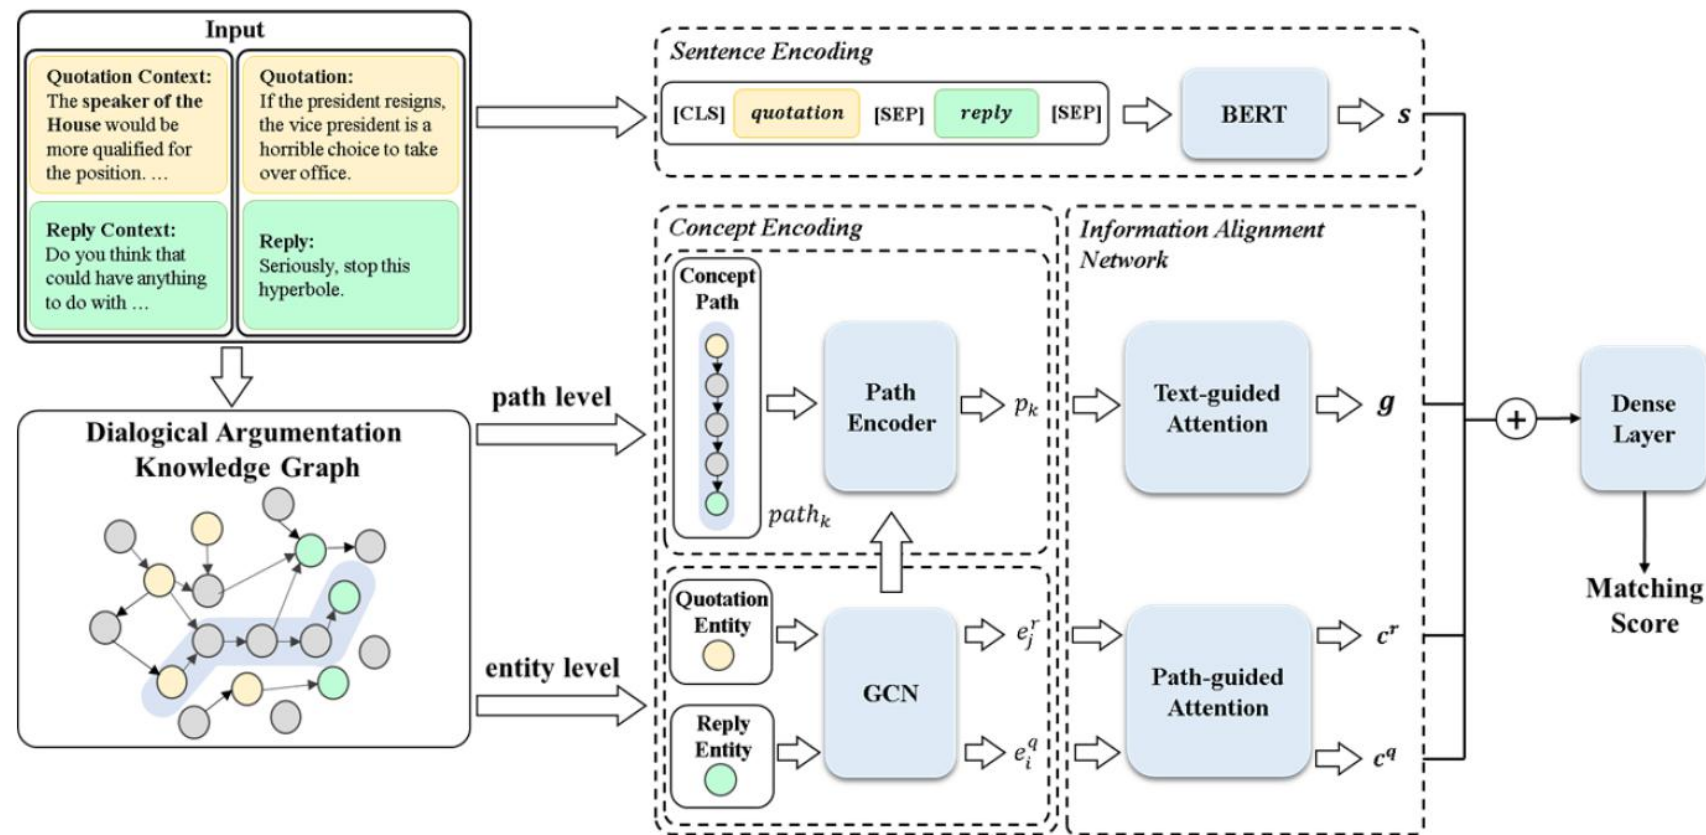 Input
Quotation Context:
The speaker of the
House would be
more qualified for
the position. …
Quotation:
If the president resigns,
the vice president is a
horrible choice to take
over office.
Reply Context:
Do you think that
could have anything
to do with …
Reply:
Seriously, stop this
hyperbole.
Dialogical Argumentation
Knowledge Graph
path level
entity level
Sentence Encoding
[CLS] quotation [SEP] reply [SEP]
BERT
s
Concept Encoding
Concept
Path
path_k
Path
Encoder
p_k
Quotation
Entity
Reply
Entity
GCN
e_j^r
e_i^q
Information Alignment
Network
Text-guided
Attention
g
Path-guided
Attention
c^r
c^q
+
Dense
Layer
Matching
Score